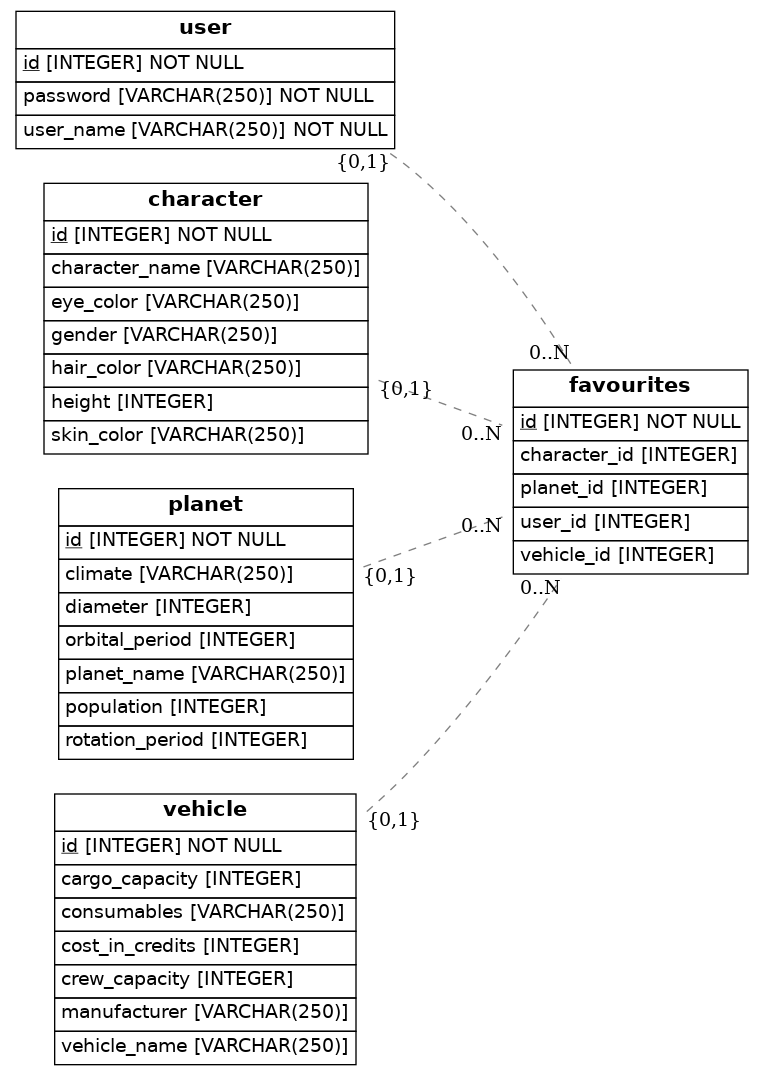 user
id [INTEGER] NOT NULL
password [VARCHAR(250)] NOT NULL
user_name [VARCHAR(250)] NOT NULL
{0,1}
character
id [INTEGER] NOT NULL
character_name [VARCHAR(250)]
eye_color [VARCHAR(250)]
gender [VARCHAR(250)]
hair_color [VARCHAR(250)]
height [INTEGER]
skin_color [VARCHAR(250)]
{0,1}
0..N
0..N
favourites
id [INTEGER] NOT NULL
character_id [INTEGER]
planet_id [INTEGER]
user_id [INTEGER]
vehicle_id [INTEGER]
0..N
0..N
planet
id [INTEGER] NOT NULL
climate [VARCHAR(250)]
diameter [INTEGER]
orbital_period [INTEGER]
planet_name [VARCHAR(250)]
population [INTEGER]
rotation_period [INTEGER]
{0,1}
vehicle
id [INTEGER] NOT NULL
cargo_capacity [INTEGER]
consumables [VARCHAR(250)]
cost_in_credits [INTEGER]
crew_capacity [INTEGER]
manufacturer [VARCHAR(250)]
vehicle_name [VARCHAR(250)]
{0,1}